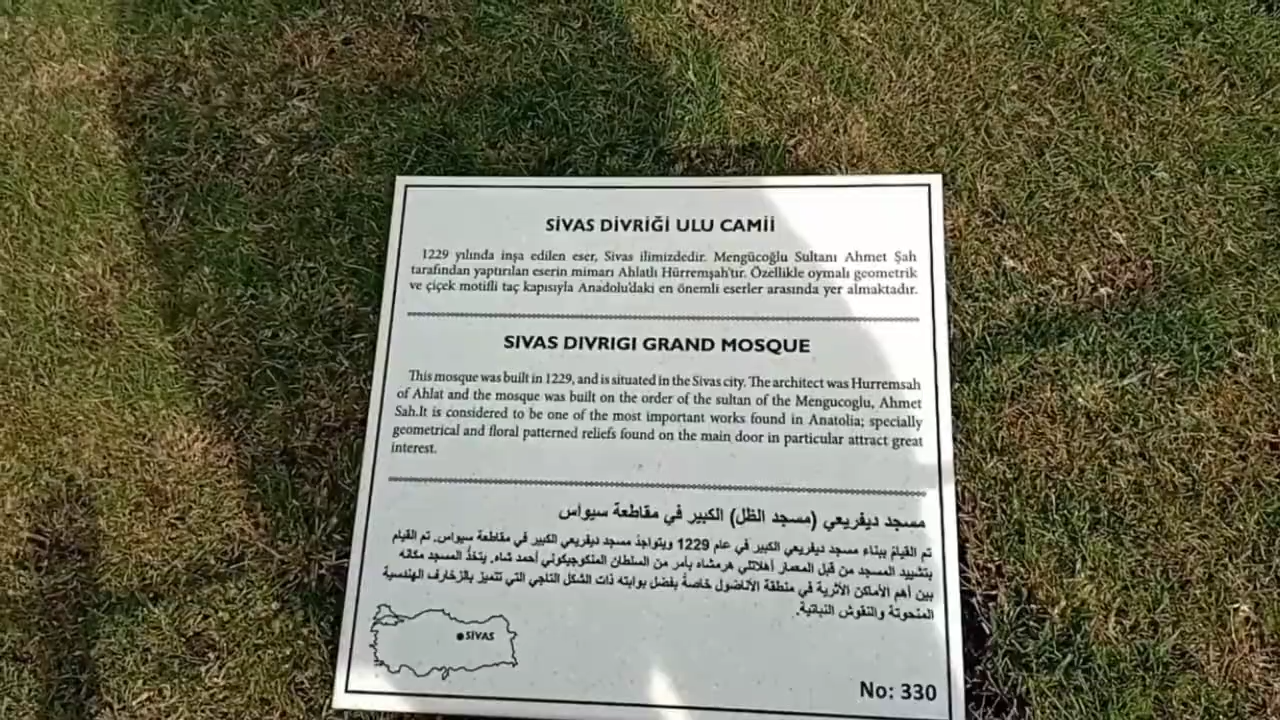 SİVAS DİVRİĞİ ULU CAMİİ
1229 yılında inşa edilen eser, Sivas ilimizdedir. Mengücoğlu Sultanı Ahmet Şah
tarafından yaptırılan eserin mimarı Ahlatlı Hürremşah'tır. Özellikle oymalı geometrik
ve çiçek motifli taç kapısıyla Anadolu'daki en önemli eserler arasında yer almaktadır.
SIVAS DIVRIGI GRAND MOSQUE
This mosque was built in 1229, and is situated in the Sivas city. The architect was Hurremsah
of Ahlat and the mosque was built on the order of the sultan of the Mengucoglu, Ahmet
Sah.It is considered to be one of the most important works found in Anatolia; specially
geometrical and floral patterned reliefs found on the main door in particular attract great
interest.
مسجد ديفريعي (مسجد الظل) الكبير في مقاطعة سيواس
تم القيام ببناء مسجد ديفريعي الكبير في عام 1229 ويتواجدُ مسجد ديفريعي الكبير في مقاطعة سيواس. تم القيام
بتشييد المسجد من قبل المعمار أهلاتلي هرمشاه بأمر من السلطان المنكوجيكوني أحمد شاه. يتخذُ المسجد مكانه
بين أهم الأماكن الأثرية في منطقة الأناضول خاصةً بفضل بوابته ذات الشكل التاجي التي تتميز بالزخارف الهندسية
المنحوتة والنقوش النباتية.
SİVAS
No: 330